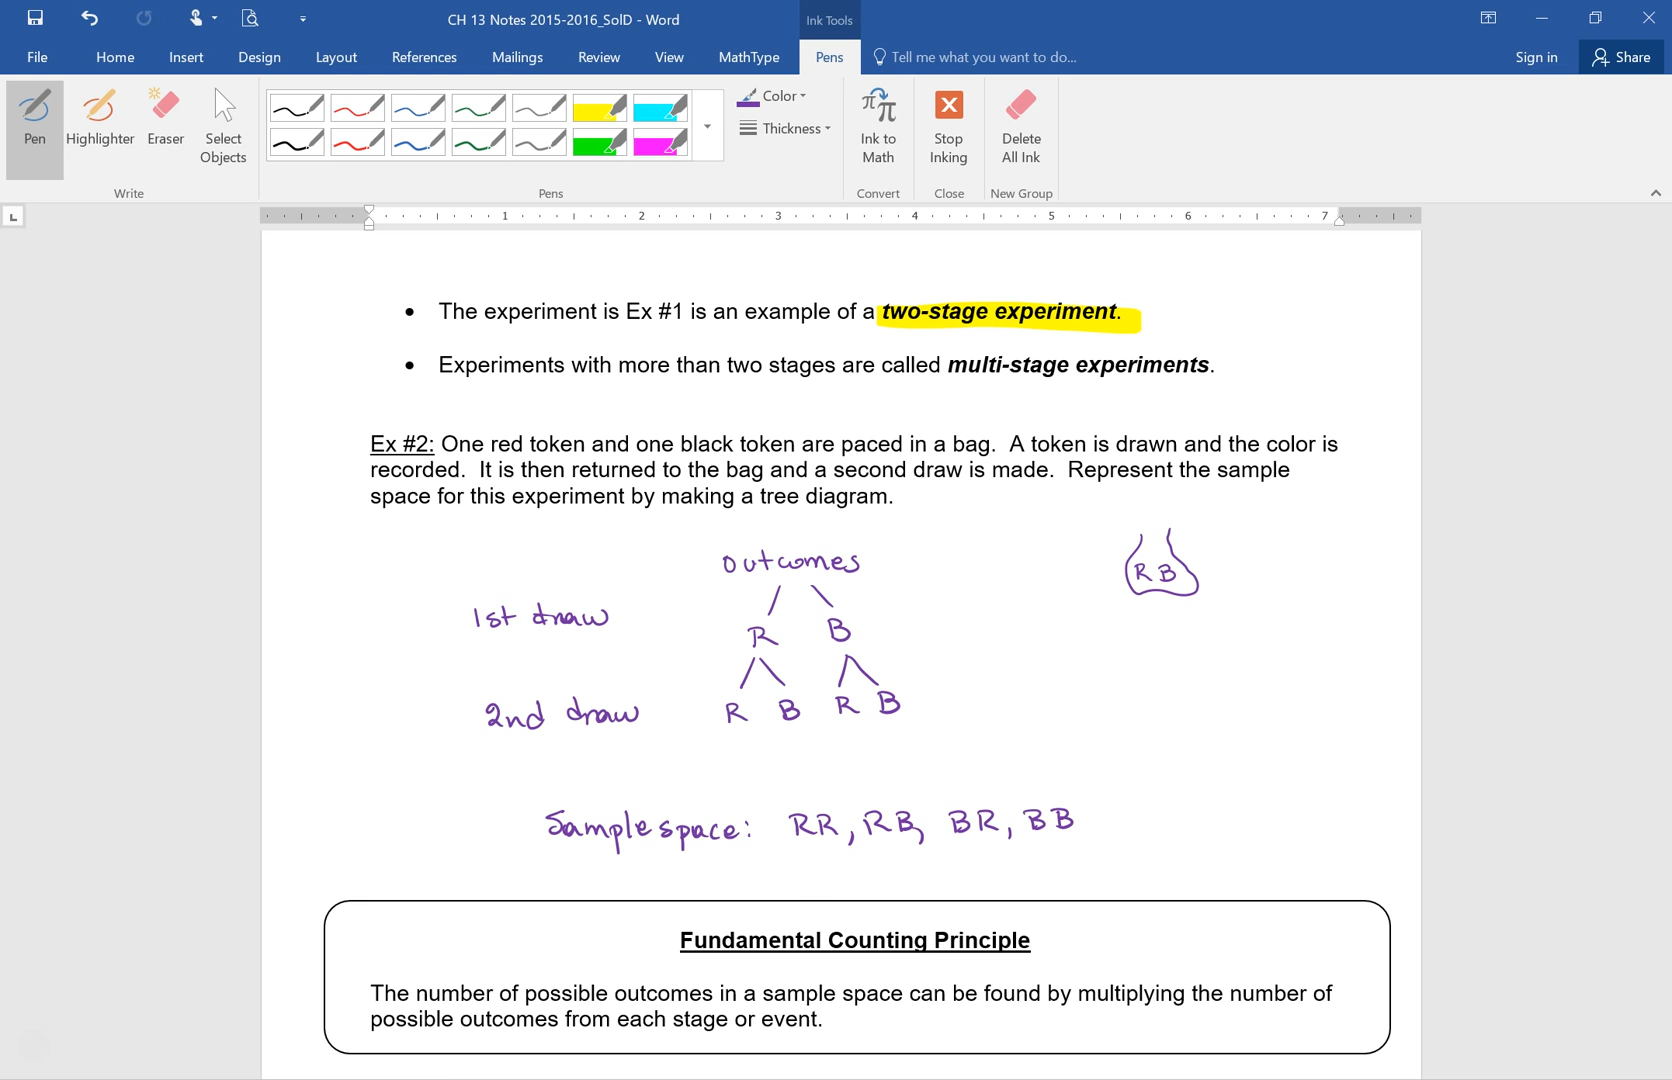 CH 13 Notes 2015-2016_SolD - Word
Ink Tools
File Home Insert Design Layout References Mailings Review View MathType Pens Tell me what you want to do... Sign in Share
Pen Highlighter Eraser Select Objects
Color
Thickness
Ink to Math
Stop Inking
Delete All Ink
Write Pens Convert Close New Group
L 1 2 3 4 5 6 7
• The experiment is Ex #1 is an example of a two-stage experiment.
• Experiments with more than two stages are called multi-stage experiments.
Ex #2: One red token and one black token are paced in a bag. A token is drawn and the color is
recorded. It is then returned to the bag and a second draw is made. Represent the sample
space for this experiment by making a tree diagram.
outcomes
R B
1st draw
R B
2nd draw
R B R B
Sample space: RR, RB, BR, BB
Fundamental Counting Principle
The number of possible outcomes in a sample space can be found by multiplying the number of
possible outcomes from each stage or event.